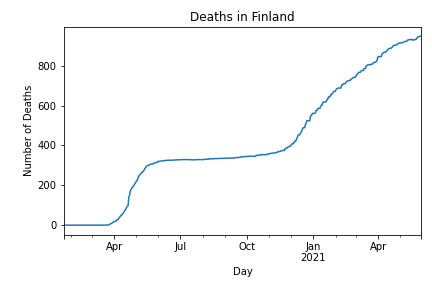 Deaths in Finland
Number of Deaths
800
600
400
200
0
Apr
Jul
Oct
Jan
2021
Apr
Day